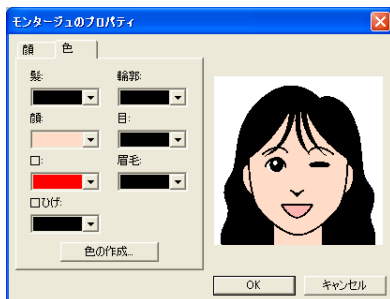 モンタージュのプロパティ
顔 色
髪: 輪郭:
顔: 目:
口: 眉毛:
口ひげ:
色の作成...
OK キャンセル